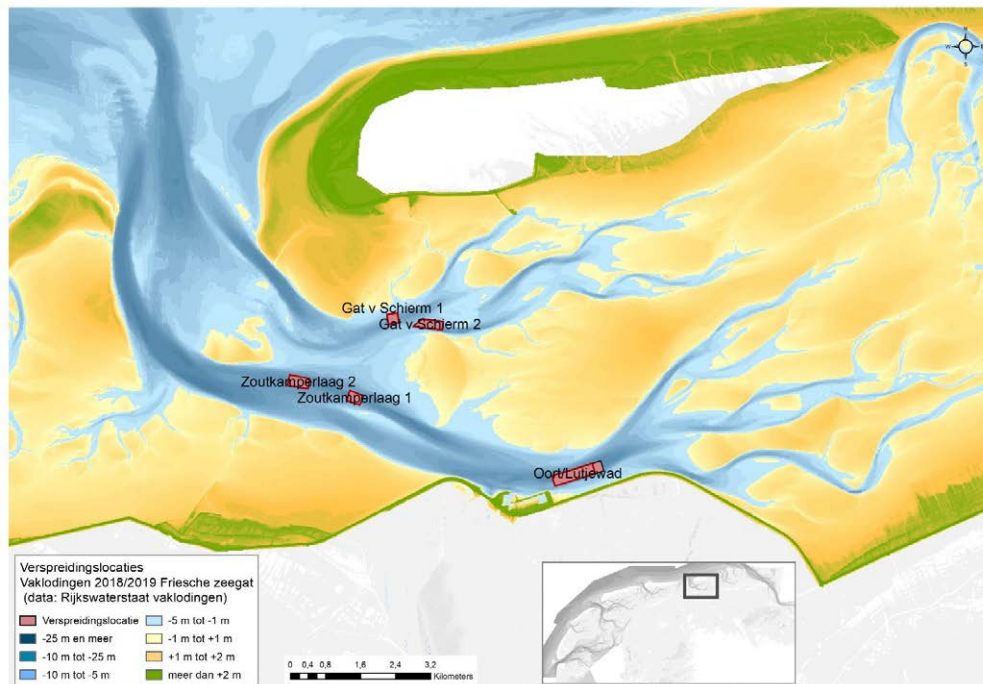 N
W E
S
Gat v Schierm 1
Gat v Schierm 2
Zoutkamperlaag 2
Zoutkamperlaag 1
Oort/Lutjewad
Verspreidingslocaties
Vaklodingen 2018/2019 Friesche zeegat
(data: Rijkswaterstaat vaklodingen)
Verspreidingslocatie
-25 m en meer
-10 m tot -25 m
-10 m tot -5 m
-5 m tot -1 m
-1 m tot +1 m
+1 m tot +2 m
meer dan +2 m
0 0,4 0,8 1,6 2,4 3,2
Kilometers